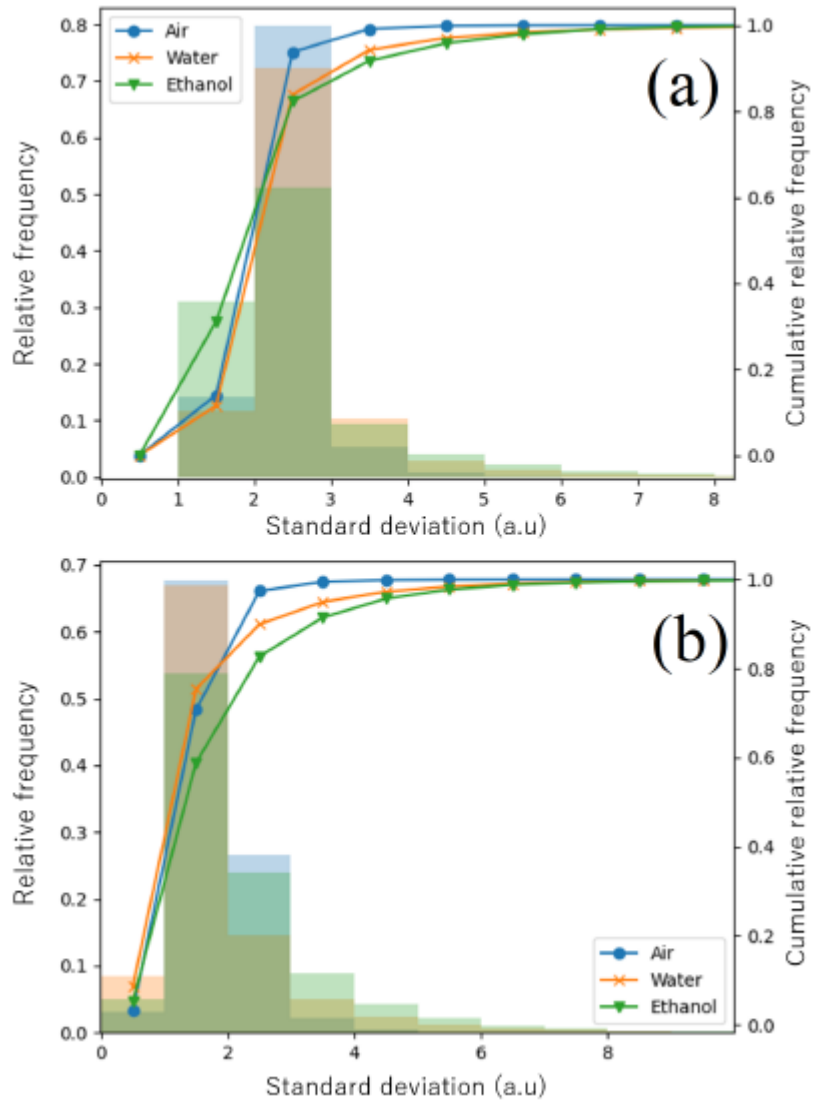 Air
Water
Ethanol
(a)
0.8
0.7
0.6
0.5
0.4
0.3
0.2
0.1
0.0
Relative frequency
1.0
0.8
0.6
0.4
0.2
0.0
Cumulative relative frequency
0 1 2 3 4 5 6 7 8
Standard deviation (a.u)
(b)
0.7
0.6
0.5
0.4
0.3
0.2
0.1
0.0
Relative frequency
1.0
0.8
0.6
0.4
0.2
0.0
Cumulative relative frequency
Air
Water
Ethanol
0 2 4 6 8
Standard deviation (a.u)